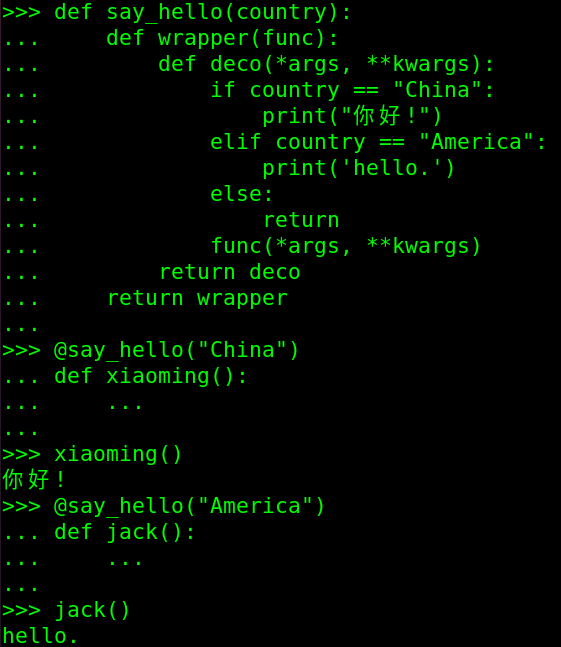 >>> def say_hello(country):
...     def wrapper(func):
...         def deco(*args, **kwargs):
...             if country == "China":
...                 print("你好!")
...             elif country == "America":
...                 print('hello.')
...             else:
...                 return
...             func(*args, **kwargs)
...         return deco
...     return wrapper
...
>>> @say_hello("China")
... def xiaoming():
...     ...
...
>>> xiaoming()
你好!
>>> @say_hello("America")
... def jack():
...     ...
...
>>> jack()
hello.